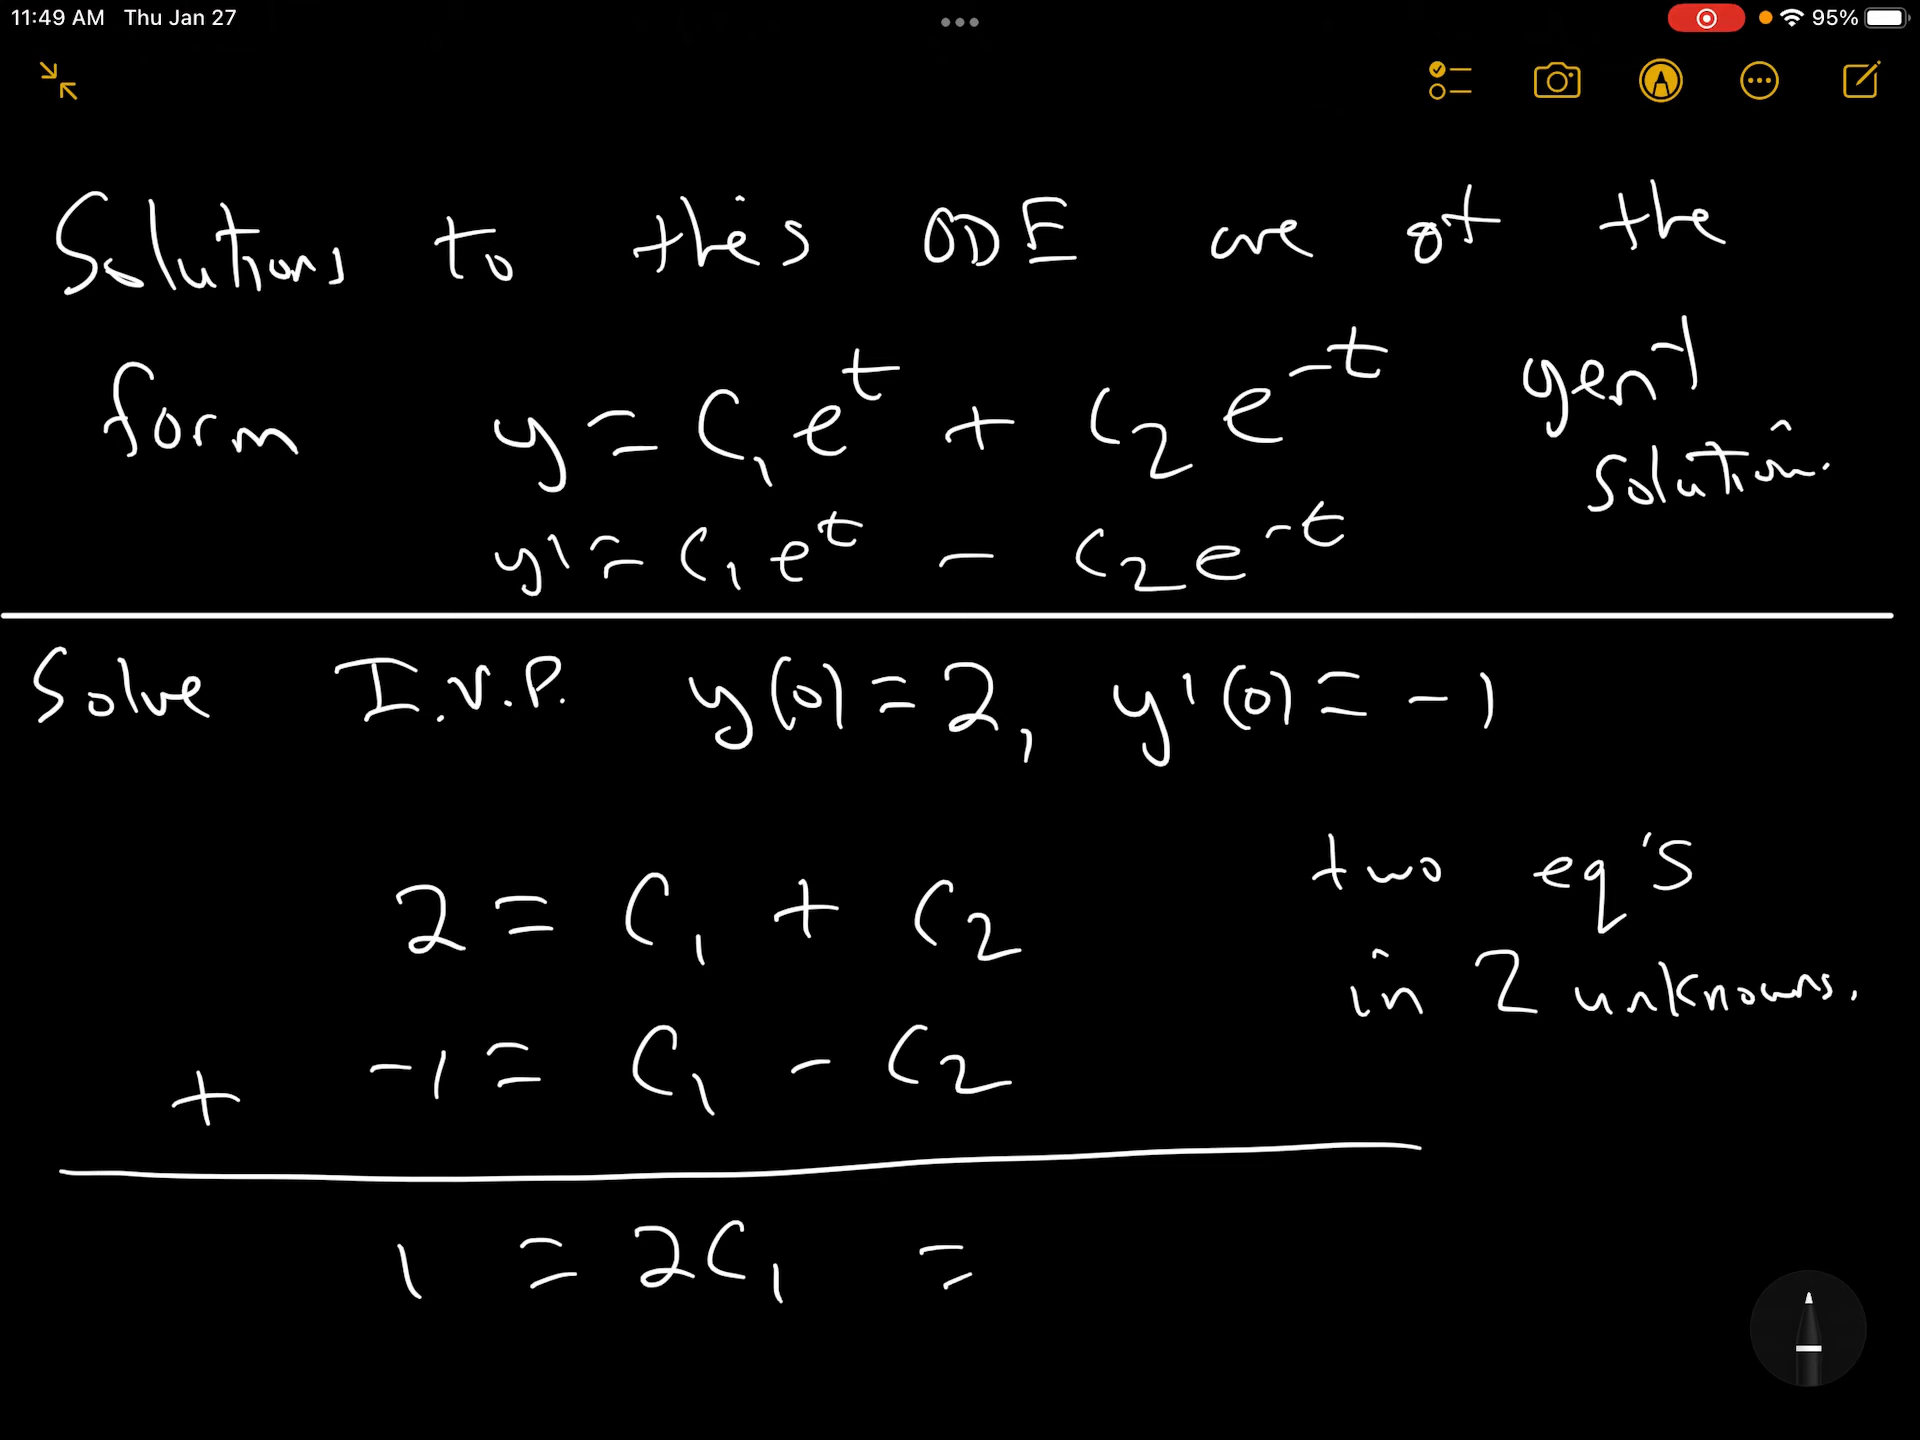 11:49 AM Thu Jan 27 95%
Solutions to this ODE are of the
form y = C₁e^t + C₂e^-t gen'l
solution.
y' = C₁e^t - C₂e^-t
Solve I.V.P. y(0) = 2, y'(0) = -1
2 = C₁ + C₂ two eq's
in 2 unknowns.
+ -1 = C₁ - C₂
1 = 2C₁ =